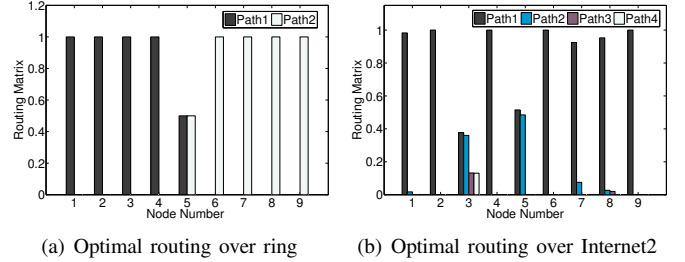 1.2
1
0.8
0.6
0.4
0.2
0
Routing Matrix
Path1 Path2
1 2 3 4 5 6 7 8 9
Node Number
(a) Optimal routing over ring
1
0.8
0.6
0.4
0.2
0
Routing Matrix
Path1 Path2 Path3 Path4
1 2 3 4 5 6 7 8 9
Node Number
(b) Optimal routing over Internet2